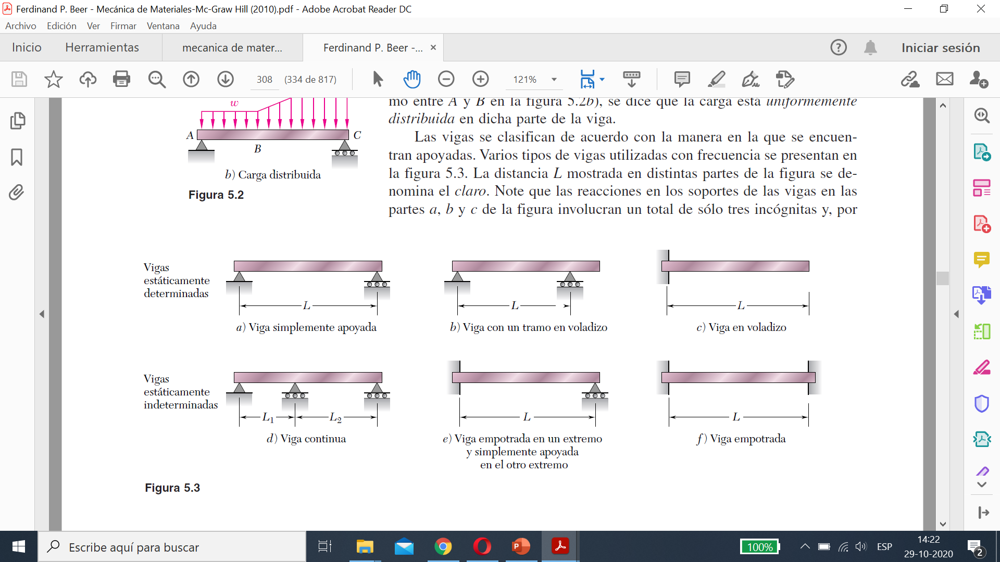 Ferdinand P. Beer - Mecánica de Materiales-Mc-Graw Hill (2010).pdf - Adobe Acrobat Reader DC
Archivo Edición Ver Firmar Ventana Ayuda
Inicio Herramientas mecanica de mater... Ferdinand P. Beer -... × Iniciar sesión
308 (334 de 817) 121%
w
A
B
C
b) Carga distribuida
Figura 5.2
mo entre A y B en la figura 5.2b), se dice que la carga está uniformemente
distribuida en dicha parte de la viga.
Las vigas se clasifican de acuerdo con la manera en la que se encuen-
tran apoyadas. Varios tipos de vigas utilizadas con frecuencia se presentan en
la figura 5.3. La distancia L mostrada en distintas partes de la figura se de-
nomina el claro. Note que las reacciones en los soportes de las vigas en las
partes a, b y c de la figura involucran un total de sólo tres incógnitas y, por
Vigas
estáticamente
determinadas
L
a) Viga simplemente apoyada
L
b) Viga con un tramo en voladizo
L
c) Viga en voladizo
Vigas
estáticamente
indeterminadas
L1 L2
d) Viga continua
L
e) Viga empotrada en un extremo
y simplemente apoyada
en el otro extremo
L
f) Viga empotrada
Figura 5.3
Escribe aquí para buscar
100%
ESP
14:22
29-10-2020
2